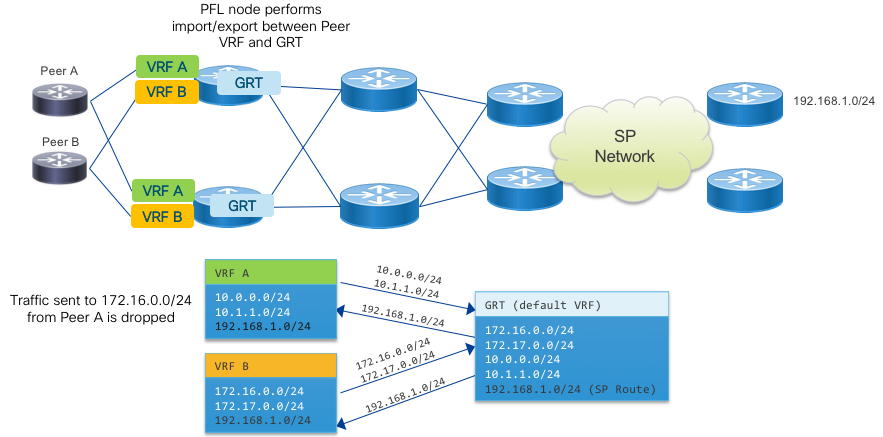 PFL node performs
import/export between Peer
VRF and GRT
Peer A
VRF A
VRF B
GRT
192.168.1.0/24
SP
Network
Peer B
VRF A
VRF B
GRT
VRF A
10.0.0.0/24
10.1.1.0/24
192.168.1.0/24
10.0.0.0/24
10.1.1.0/24
192.168.1.0/24
Traffic sent to 172.16.0.0/24
from Peer A is dropped
GRT (default VRF)
172.16.0.0/24
172.17.0.0/24
10.0.0.0/24
10.1.1.0/24
192.168.1.0/24 (SP Route)
VRF B
172.16.0.0/24
172.17.0.0/24
192.168.1.0/24
172.16.0.0/24
172.17.0.0/24
192.168.1.0/24